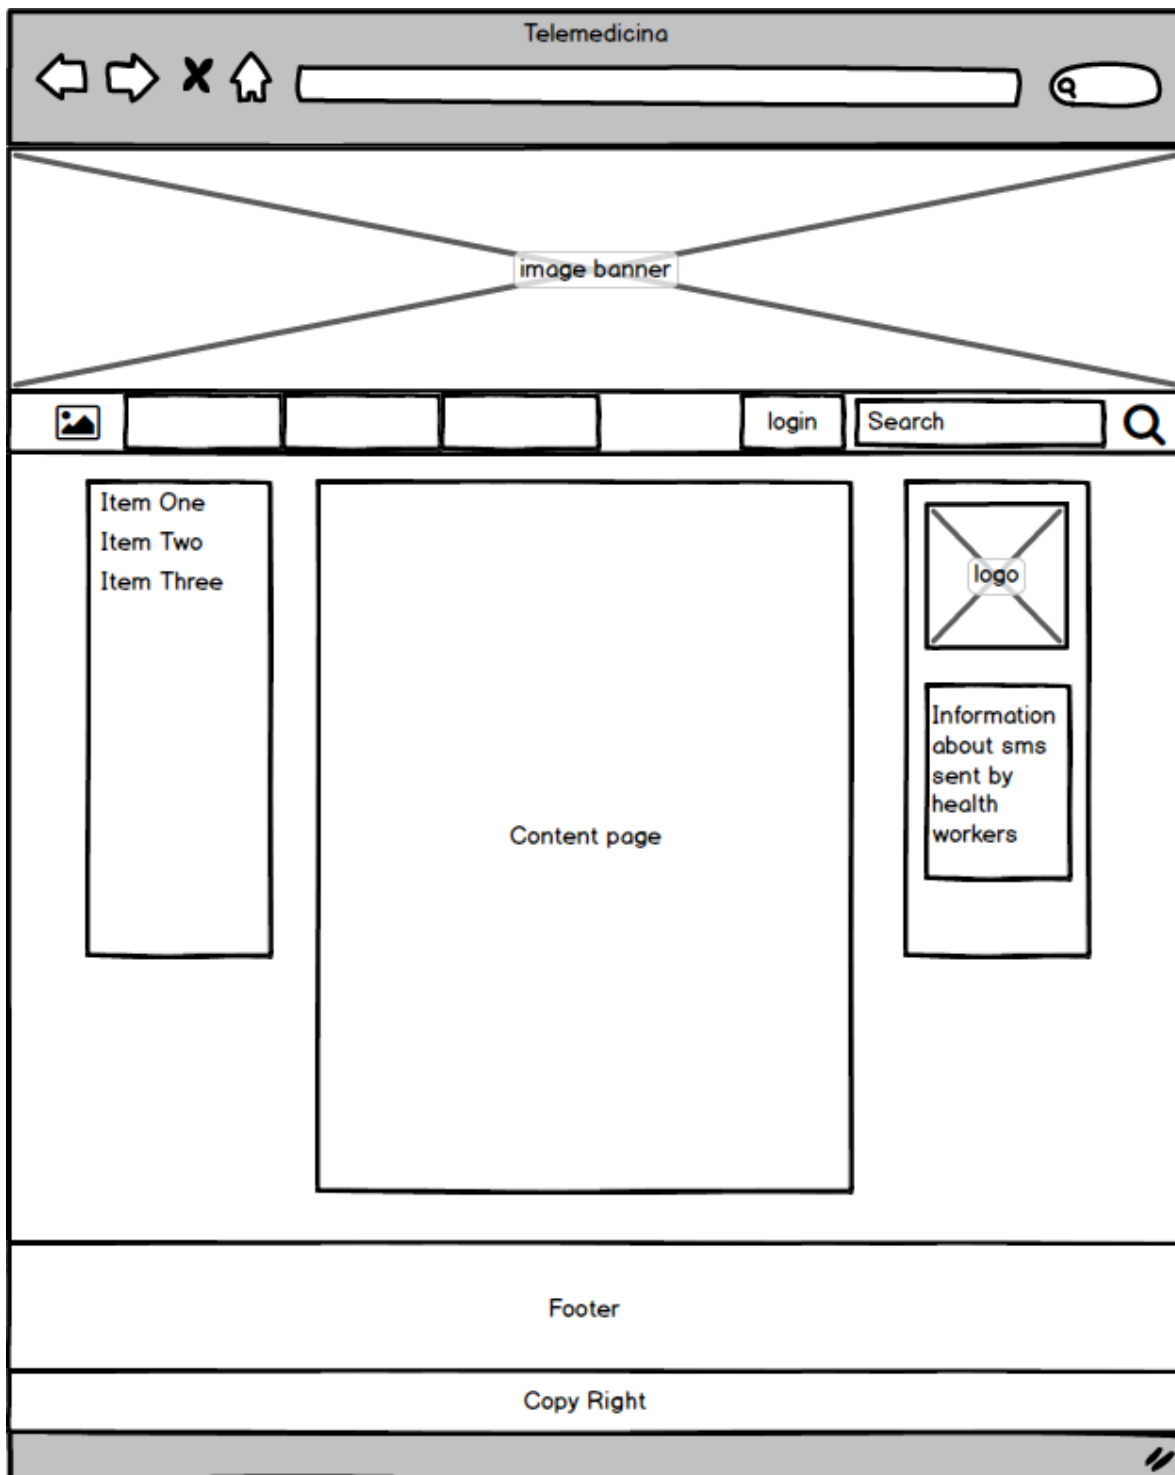 Telemedicina
image banner
login
Search
Item One
Item Two
Item Three
Content page
logo
Information
about sms
sent by
health
workers
Footer
Copy Right